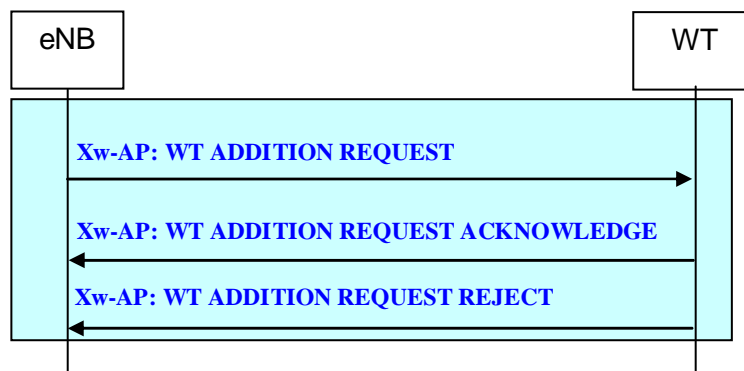 eNB
WT
Xw-AP: WT ADDITION REQUEST
Xw-AP: WT ADDITION REQUEST ACKNOWLEDGE
Xw-AP: WT ADDITION REQUEST REJECT